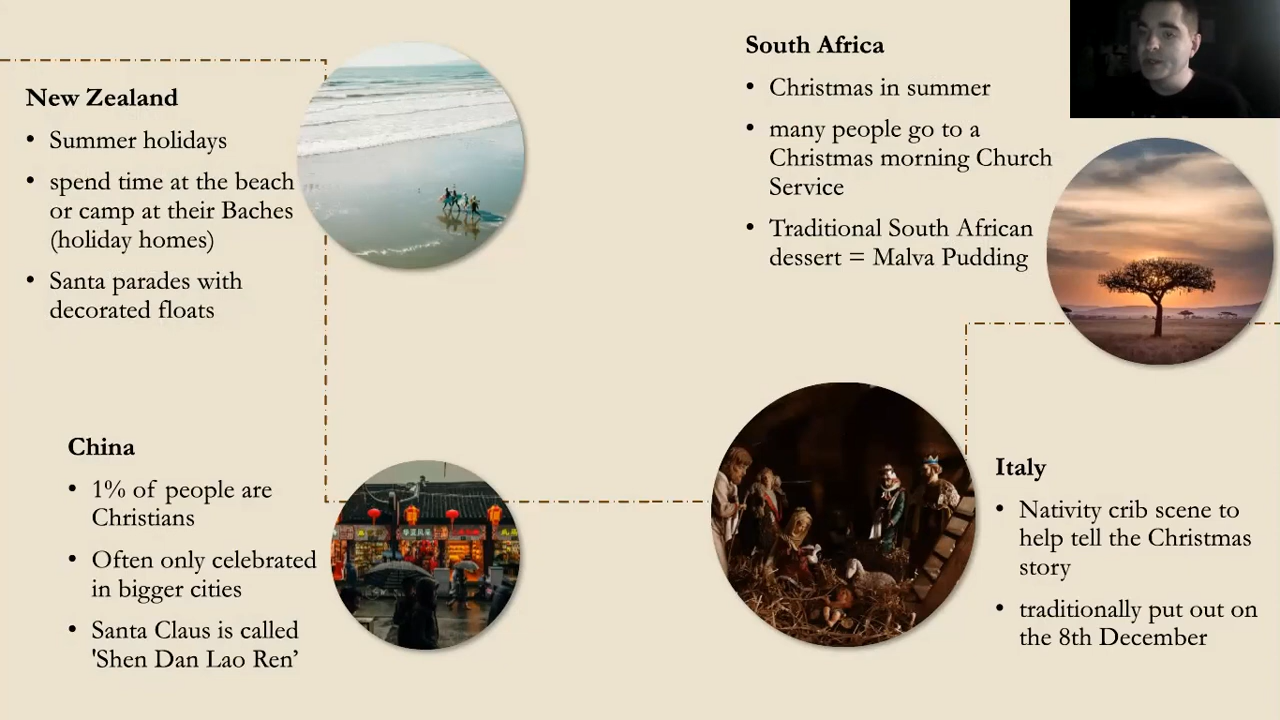 New Zealand
• Summer holidays
• spend time at the beach
or camp at their Baches
(holiday homes)
• Santa parades with
decorated floats
South Africa
• Christmas in summer
• many people go to a
Christmas morning Church
Service
• Traditional South African
dessert = Malva Pudding
China
• 1% of people are
Christians
• Often only celebrated
in bigger cities
• Santa Claus is called
'Shen Dan Lao Ren’
Italy
• Nativity crib scene to
help tell the Christmas
story
• traditionally put out on
the 8th December